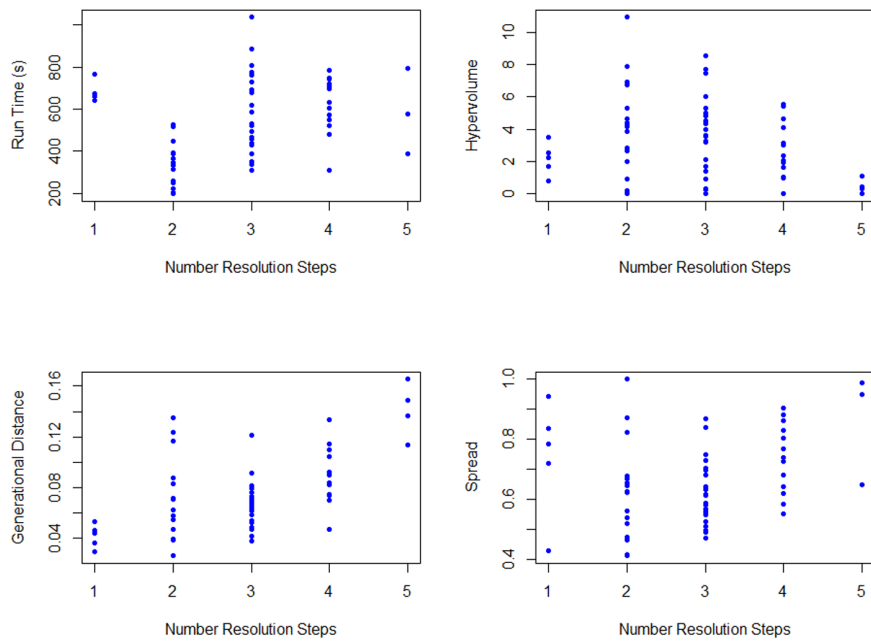 Run Time (s)
200 400 600 800
1 2 3 4 5
Number Resolution Steps
Hypervolume
0 2 4 6 8 10
1 2 3 4 5
Number Resolution Steps
Generational Distance
0.04 0.08 0.12 0.16
1 2 3 4 5
Number Resolution Steps
Spread
0.4 0.6 0.8 1.0
1 2 3 4 5
Number Resolution Steps